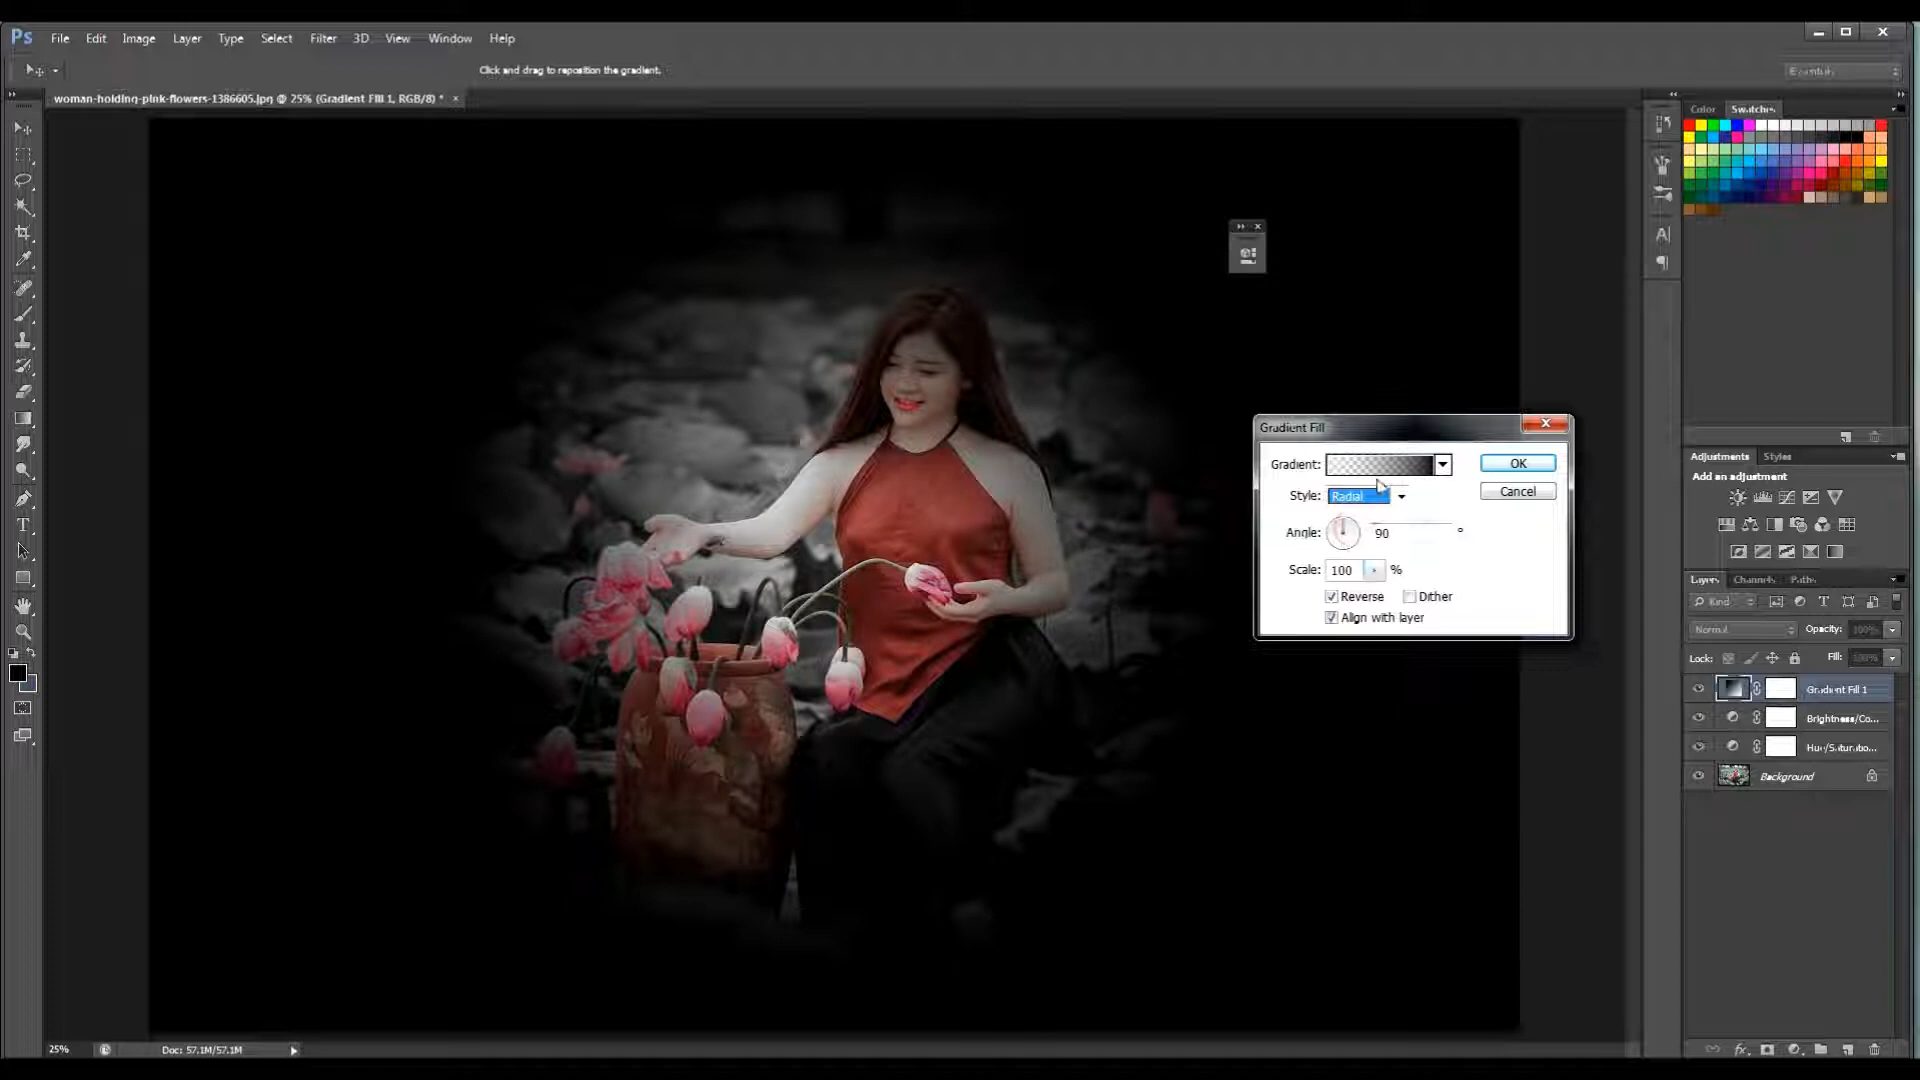 Ps File Edit Image Layer Type Select Filter 3D View Window Help
Click and drag to reposition the gradient.
Essentials
woman-holding-pink-flowers-1386605.jpg @ 25% (Gradient Fill 1, RGB/8) *
Color Swatches
Gradient Fill
Gradient:
OK
Style: Radial
Cancel
Angle: 90 °
Scale: 100 %
Reverse Dither
Align with layer
Adjustments Styles
Add an adjustment
Layers Channels Paths
Kind
Normal Opacity: 100%
Lock: Fill: 100%
Gradient Fill 1
Brightness/Co...
Hue/Saturatio...
Background
25% Doc: 57.1M/57.1M